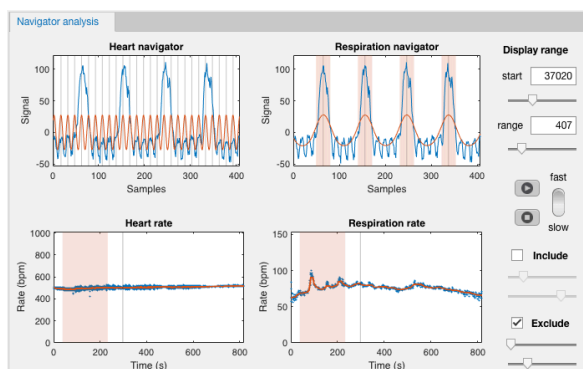 Navigator analysis
Heart navigator
Respiration navigator
Display range
Signal
100
50
0
-50
0 100 200 300 400
Samples
Signal
100
50
0
-50
0 100 200 300 400
Samples
start 37020
range 407
fast
slow
Heart rate
Respiration rate
Rate (bpm)
1000
800
600
400
200
0
0 200 400 600 800
Time (s)
Rate (bpm)
150
100
50
0
0 200 400 600 800
Time (s)
Include
Exclude